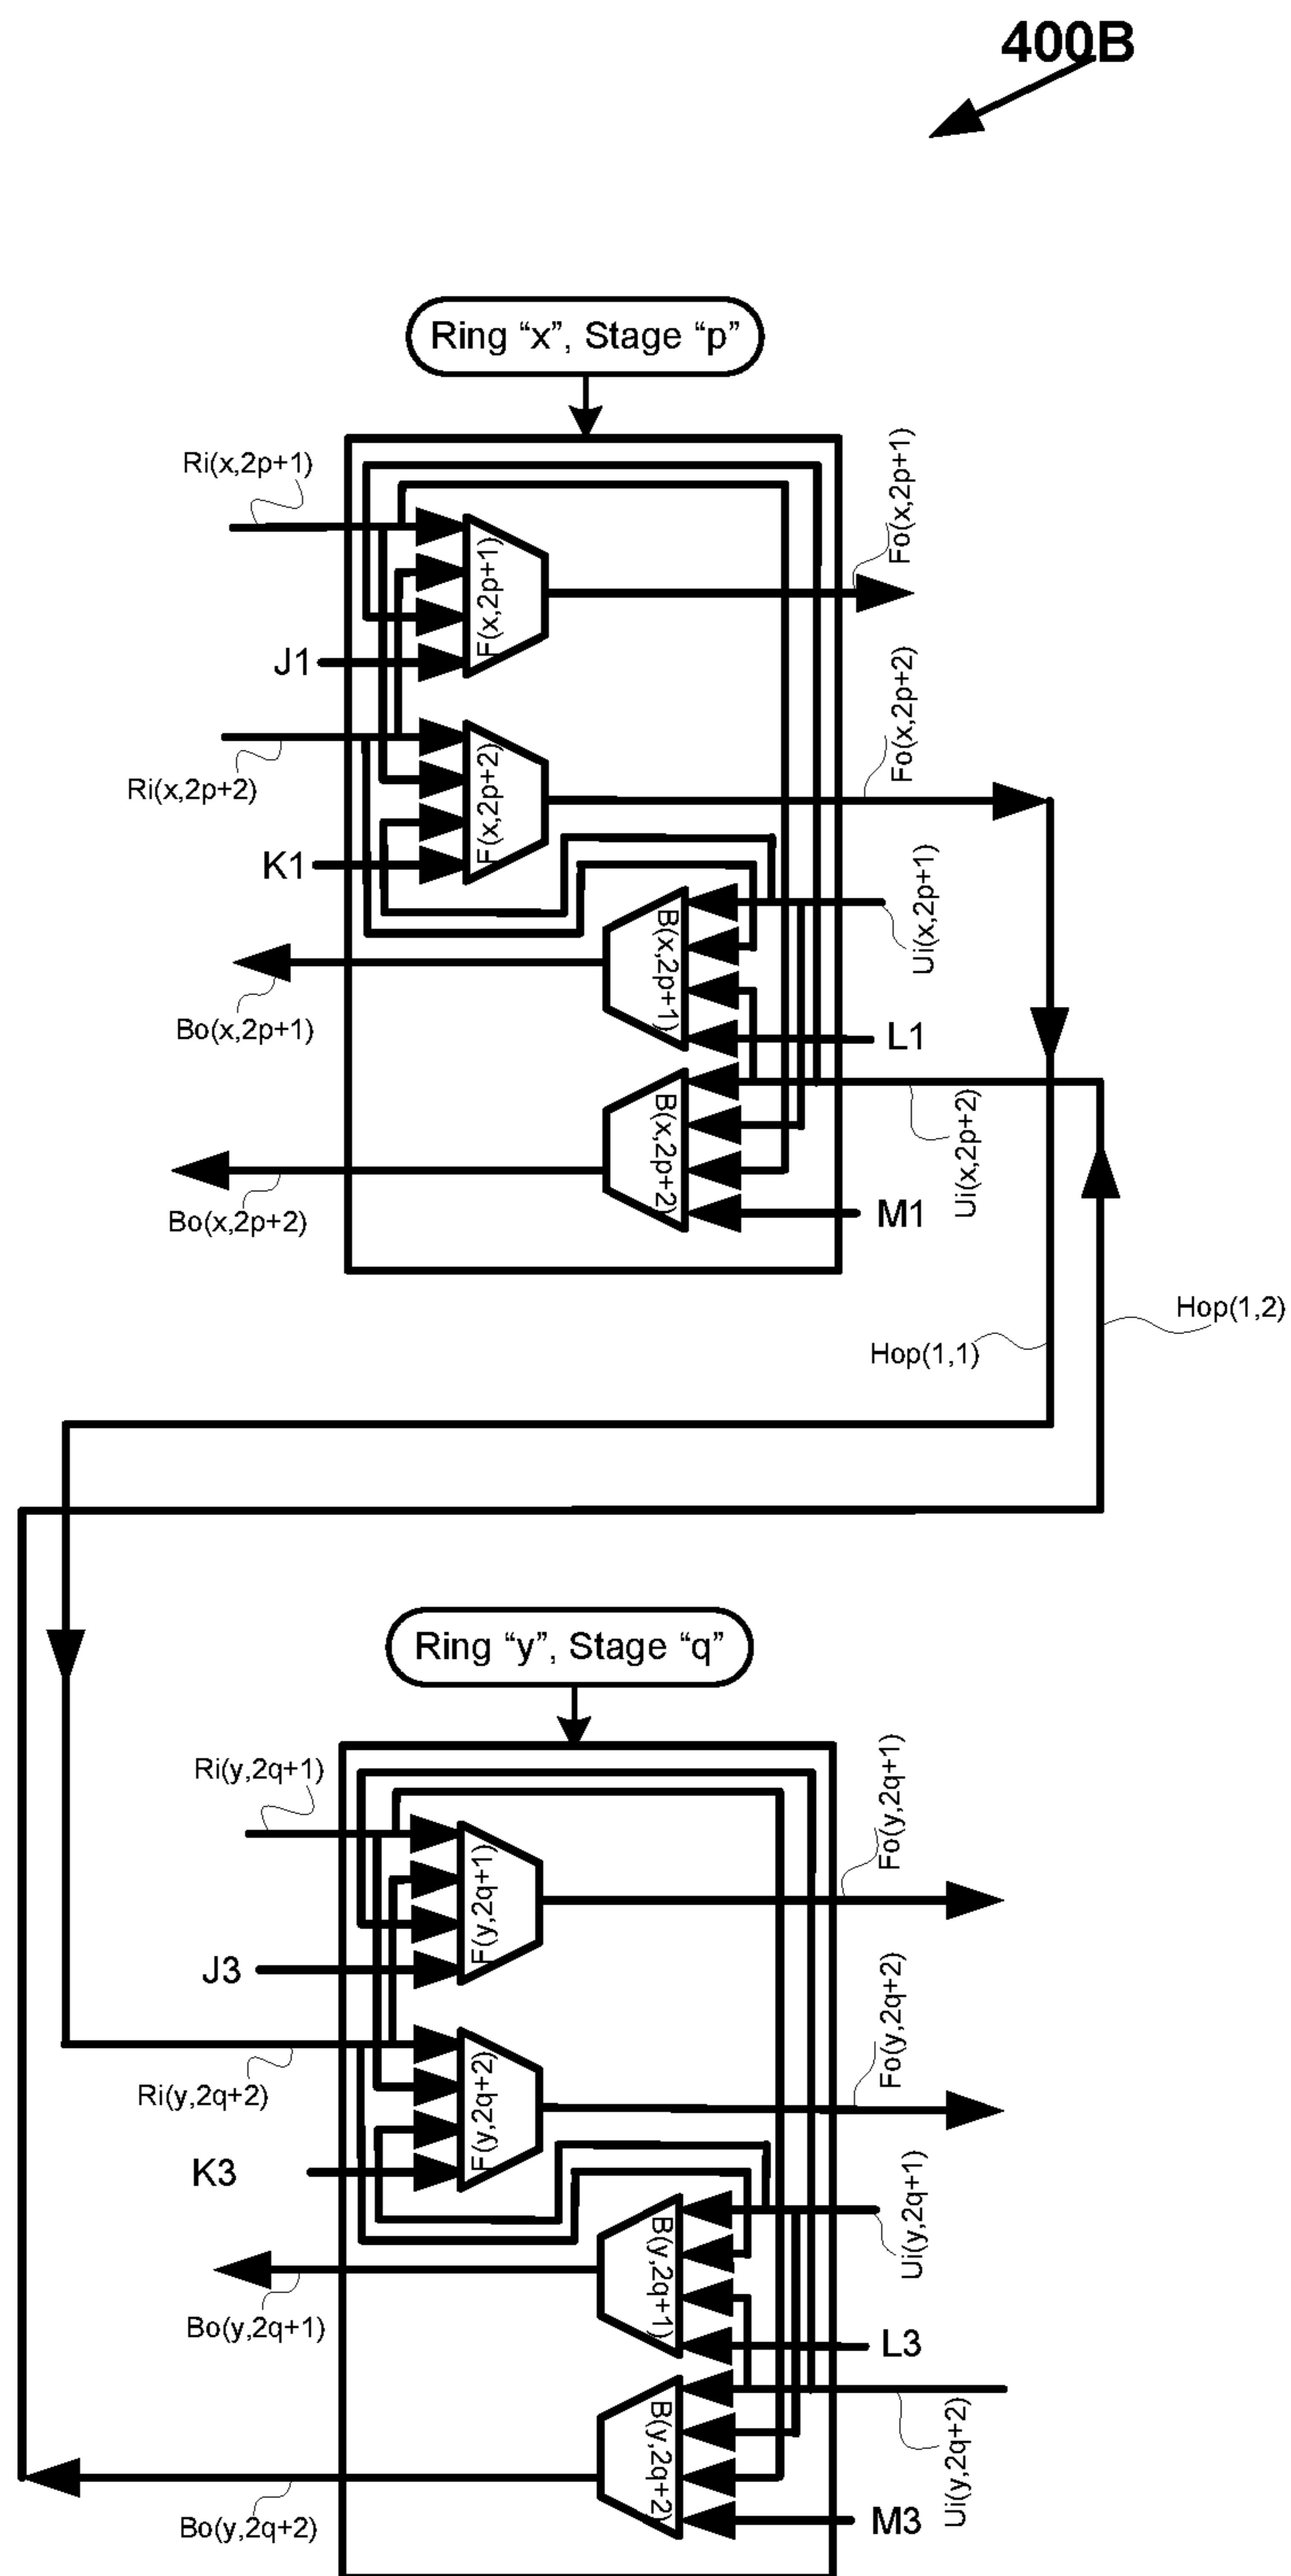 400B
Ring “x”, Stage “p”
Ri(x,2p+1)
Fo(x,2p+1)
F(x,2p+1)
J1
Fo(x,2p+2)
Ri(x,2p+2)
F(x,2p+2)
K1
Ui(x,2p+1)
B(x,2p+1)
Bo(x,2p+1)
L1
Ui(x,2p+2)
B(x,2p+2)
Bo(x,2p+2)
M1
Hop(1,2)
Hop(1,1)
Ring “y”, Stage “q”
Ri(y,2q+1)
Fo(y,2q+1)
F(y,2q+1)
J3
Fo(y,2q+2)
Ri(y,2q+2)
F(y,2q+2)
K3
Ui(y,2q+1)
B(y,2q+1)
Bo(y,2q+1)
L3
Ui(y,2q+2)
B(y,2q+2)
Bo(y,2q+2)
M3